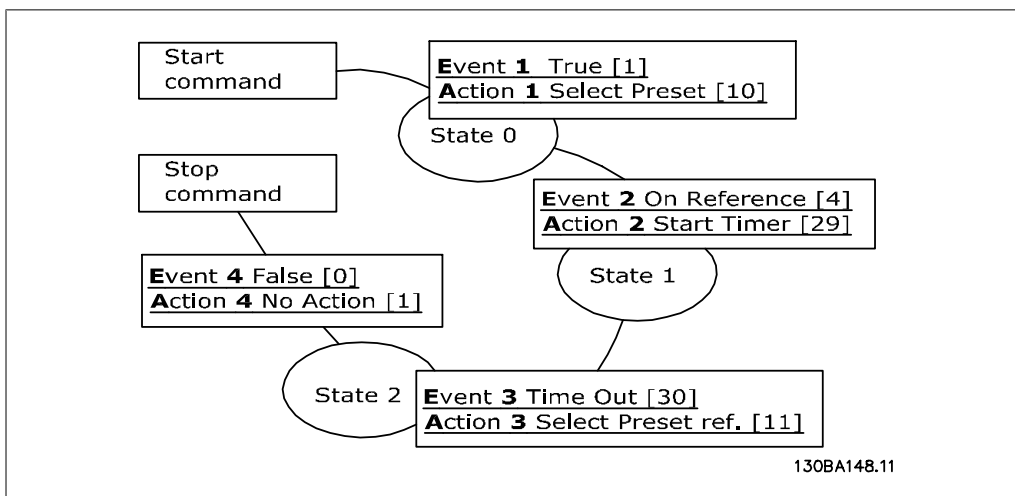 Start
command
Event 1 True [1]
Action 1 Select Preset [10]
State 0
Stop
command
Event 2 On Reference [4]
Action 2 Start Timer [29]
State 1
Event 4 False [0]
Action 4 No Action [1]
State 2
Event 3 Time Out [30]
Action 3 Select Preset ref. [11]
130BA148.11